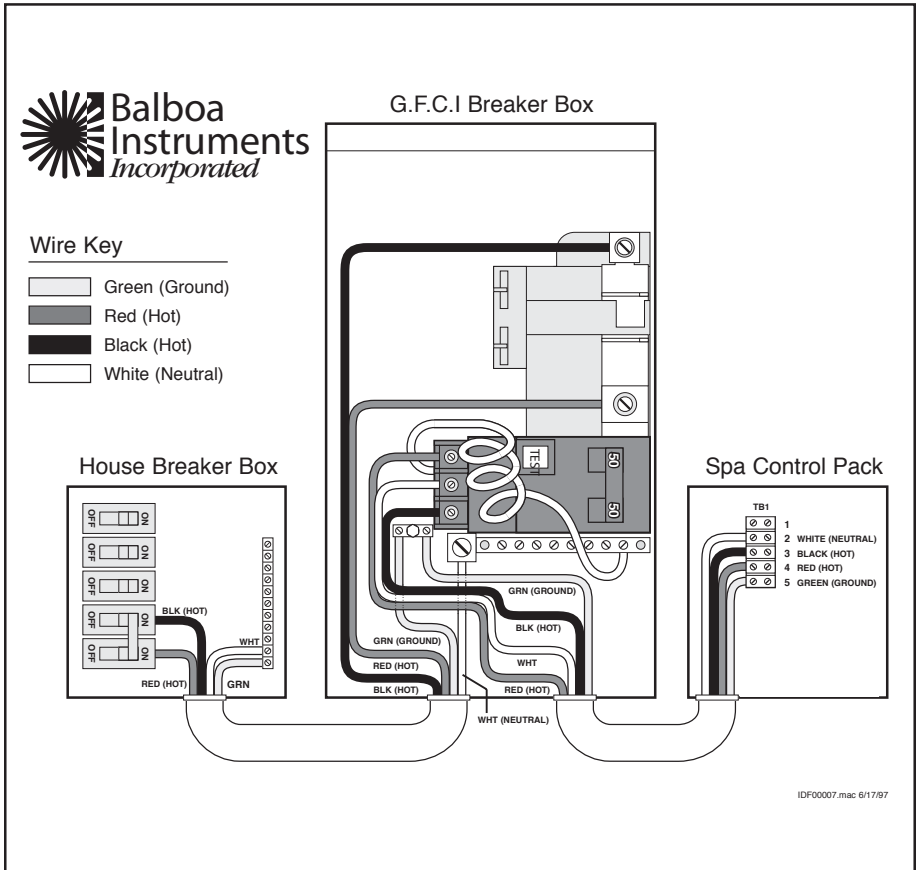 Balboa
Instruments
Incorporated
G.F.C.I Breaker Box
Wire Key
Green (Ground)
Red (Hot)
Black (Hot)
White (Neutral)
TEST
50
50
House Breaker Box
OFF ON
OFF ON
OFF ON
OFF ON
OFF ON
BLK (HOT)
WHT
RED (HOT)
GRN
GRN (GROUND)
BLK (HOT)
GRN (GROUND)
RED (HOT)
WHT
BLK (HOT)
RED (HOT)
WHT (NEUTRAL)
Spa Control Pack
TB1
1
2 WHITE (NEUTRAL)
3 BLACK (HOT)
4 RED (HOT)
5 GREEN (GROUND)
IDF00007.mac 6/17/97